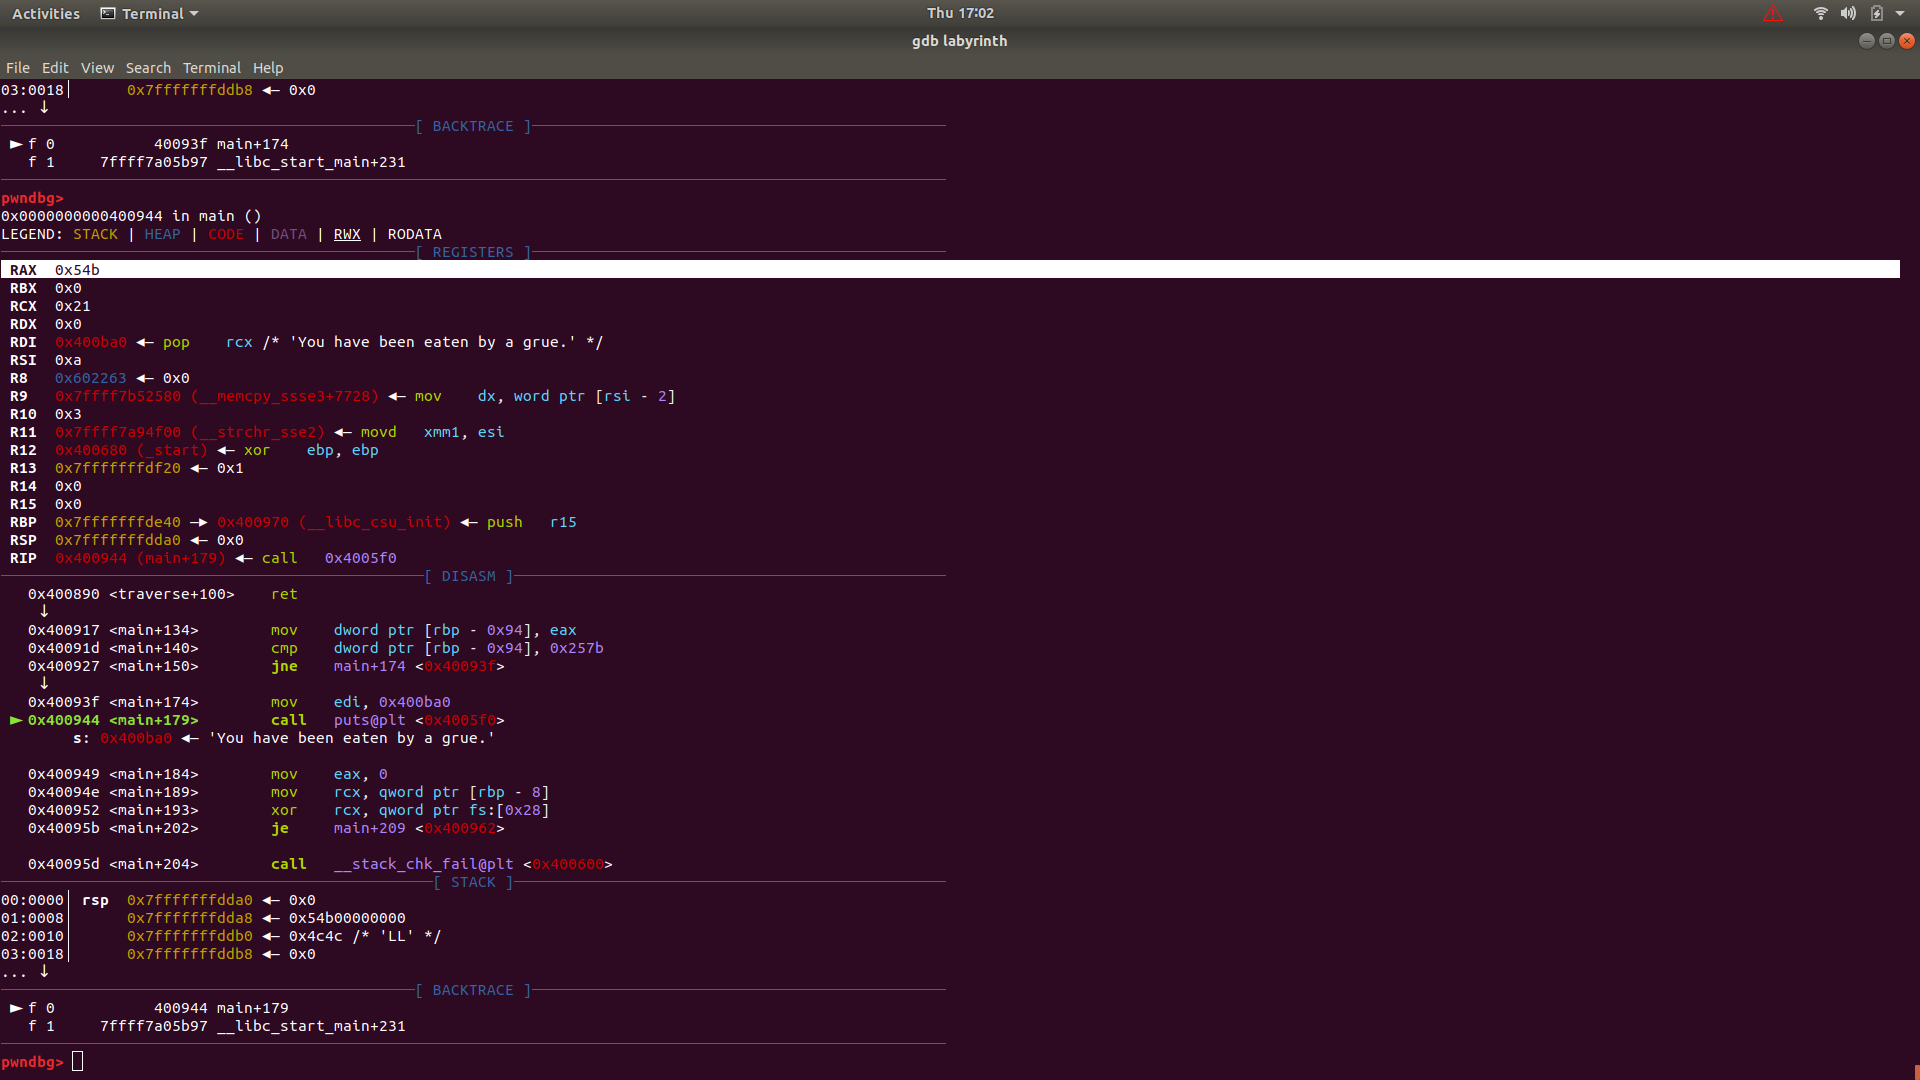 Activities Terminal Thu 17:02
gdb labyrinth
File Edit View Search Terminal Help
03:0018│ 0x7fffffffddb8 ◂— 0x0
... ↓
[ BACKTRACE ]
► f 0 40093f main+174
f 1 7ffff7a05b97 __libc_start_main+231
pwndbg>
0x0000000000400944 in main ()
LEGEND: STACK | HEAP | CODE | DATA | RWX | RODATA
[ REGISTERS ]
RAX 0x54b
RBX 0x0
RCX 0x21
RDX 0x0
RDI 0x400ba0 ◂— pop rcx /* 'You have been eaten by a grue.' */
RSI 0xa
R8 0x602263 ◂— 0x0
R9 0x7ffff7b52580 (__memcpy_ssse3+7728) ◂— mov dx, word ptr [rsi - 2]
R10 0x3
R11 0x7ffff7a94f00 (__strchr_sse2) ◂— movd xmm1, esi
R12 0x400680 (_start) ◂— xor ebp, ebp
R13 0x7fffffffdf20 ◂— 0x1
R14 0x0
R15 0x0
RBP 0x7fffffffde40 —▸ 0x400970 (__libc_csu_init) ◂— push r15
RSP 0x7fffffffdda0 ◂— 0x0
RIP 0x400944 (main+179) ◂— call 0x4005f0
[ DISASM ]
0x400890 <traverse+100> ret
↓
0x400917 <main+134> mov dword ptr [rbp - 0x94], eax
0x40091d <main+140> cmp dword ptr [rbp - 0x94], 0x257b
0x400927 <main+150> jne main+174 <0x40093f>
↓
0x40093f <main+174> mov edi, 0x400ba0
► 0x400944 <main+179> call puts@plt <0x4005f0>
s: 0x400ba0 ◂— 'You have been eaten by a grue.'
0x400949 <main+184> mov eax, 0
0x40094e <main+189> mov rcx, qword ptr [rbp - 8]
0x400952 <main+193> xor rcx, qword ptr fs:[0x28]
0x40095b <main+202> je main+209 <0x400962>
0x40095d <main+204> call __stack_chk_fail@plt <0x400600>
[ STACK ]
00:0000│ rsp 0x7fffffffdda0 ◂— 0x0
01:0008│ 0x7fffffffdda8 ◂— 0x54b00000000
02:0010│ 0x7fffffffddb0 ◂— 0x4c4c /* 'LL' */
03:0018│ 0x7fffffffddb8 ◂— 0x0
... ↓
[ BACKTRACE ]
► f 0 400944 main+179
f 1 7ffff7a05b97 __libc_start_main+231
pwndbg>